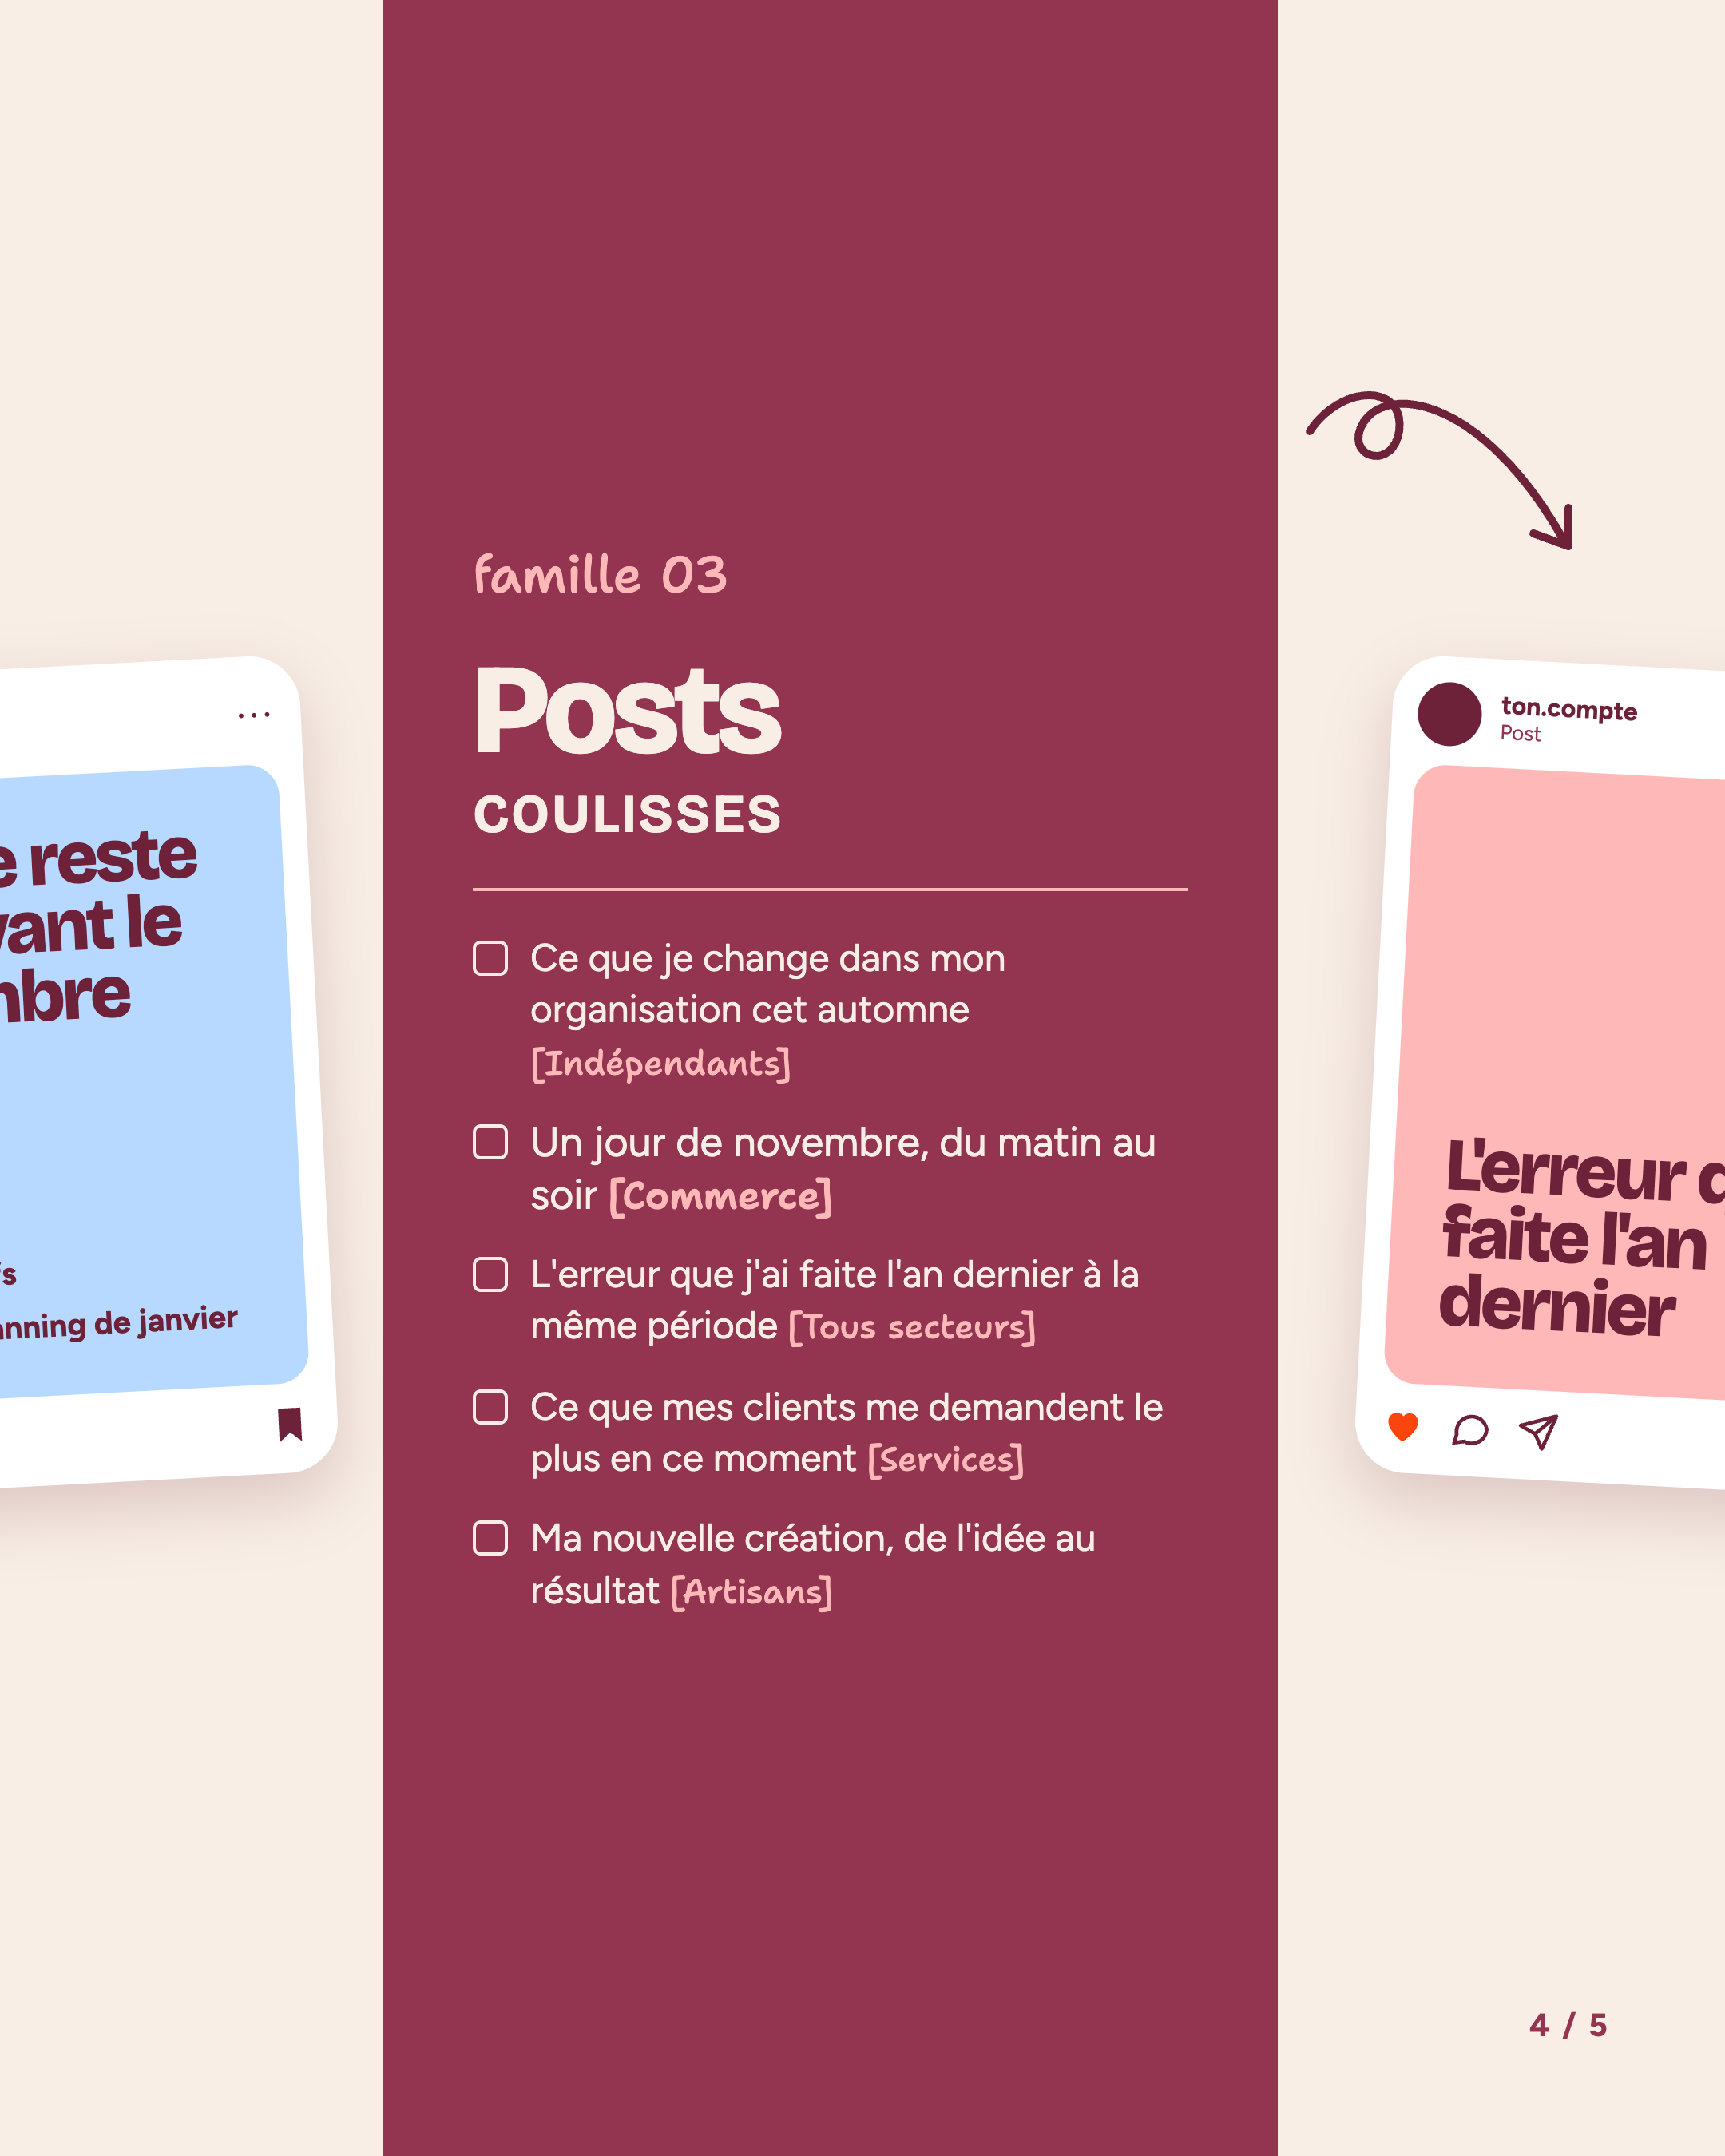 famille 03
Posts
COULISSES
Ce que je change dans mon
organisation cet automne
[Indépendants]
Un jour de novembre, du matin au
soir [Commerce]
L'erreur que j'ai faite l'an dernier à la
même période [Tous secteurs]
Ce que mes clients me demandent le
plus en ce moment [Services]
Ma nouvelle création, de l'idée au
résultat [Artisans]
reste
le
de janvier
ton.compte
Post
L'erreur
faite l'an
dernier
4 / 5